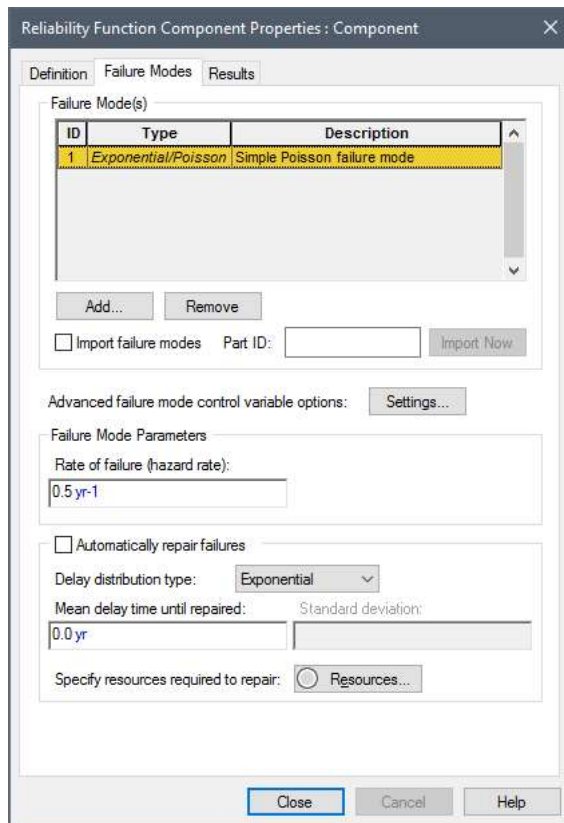 Reliability Function Component Properties : Component
Definition Failure Modes Results
Failure Mode(s)
ID Type Description
1 Exponential/Poisson Simple Poisson failure mode
Add... Remove
Import failure modes Part ID: Import Now
Advanced failure mode control variable options: Settings...
Failure Mode Parameters
Rate of failure (hazard rate):
0.5 yr-1
Automatically repair failures
Delay distribution type: Exponential
Mean delay time until repaired: Standard deviation:
0.0 yr
Specify resources required to repair: Resources...
Close Cancel Help